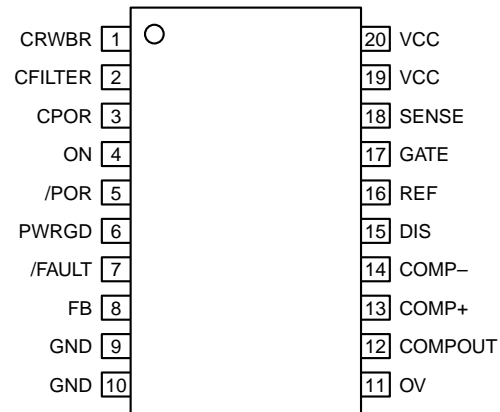 CRWBR 1 20 VCC
CFILTER 2 19 VCC
CPOR 3 18 SENSE
ON 4 17 GATE
/POR 5 16 REF
PWRGD 6 15 DIS
/FAULT 7 14 COMP–
FB 8 13 COMP+
GND 9 12 COMPOUT
GND 10 11 OV